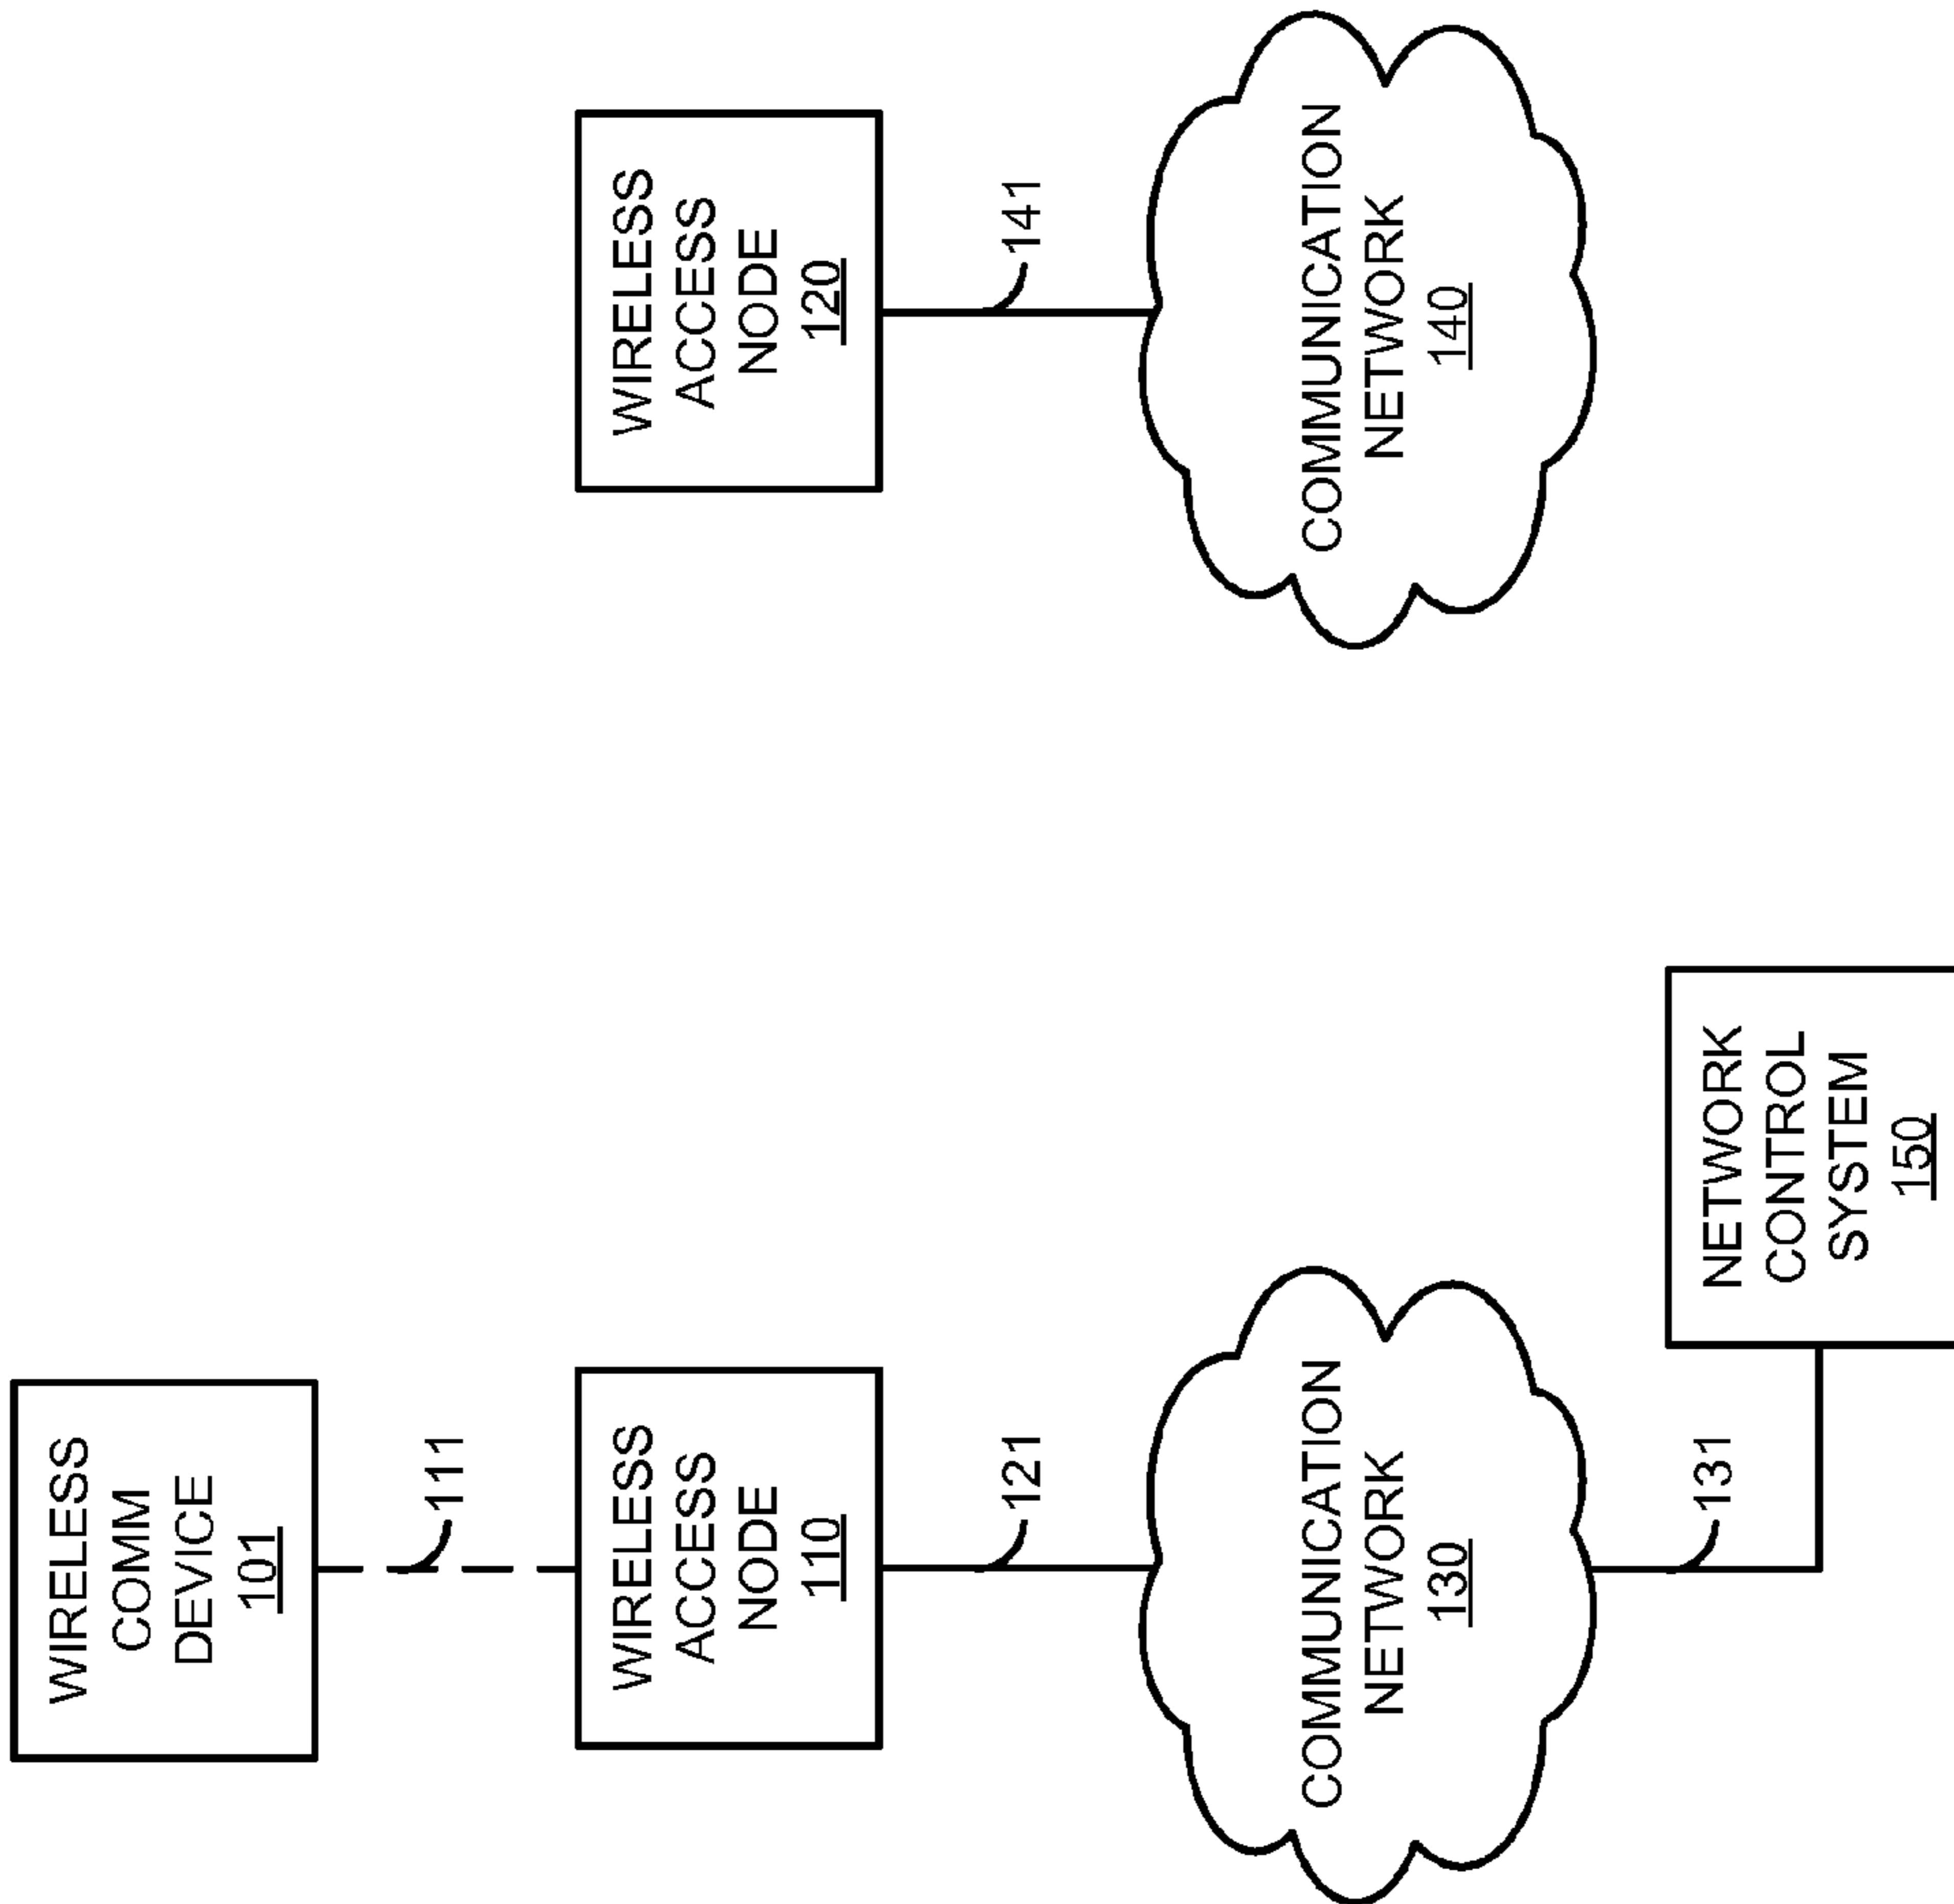 WIRELESS
COMM
DEVICE
101
111
WIRELESS
ACCESS
NODE
110
121
COMMUNICATION
NETWORK
130
131
NETWORK
CONTROL
SYSTEM
150
WIRELESS
ACCESS
NODE
120
141
COMMUNICATION
NETWORK
140